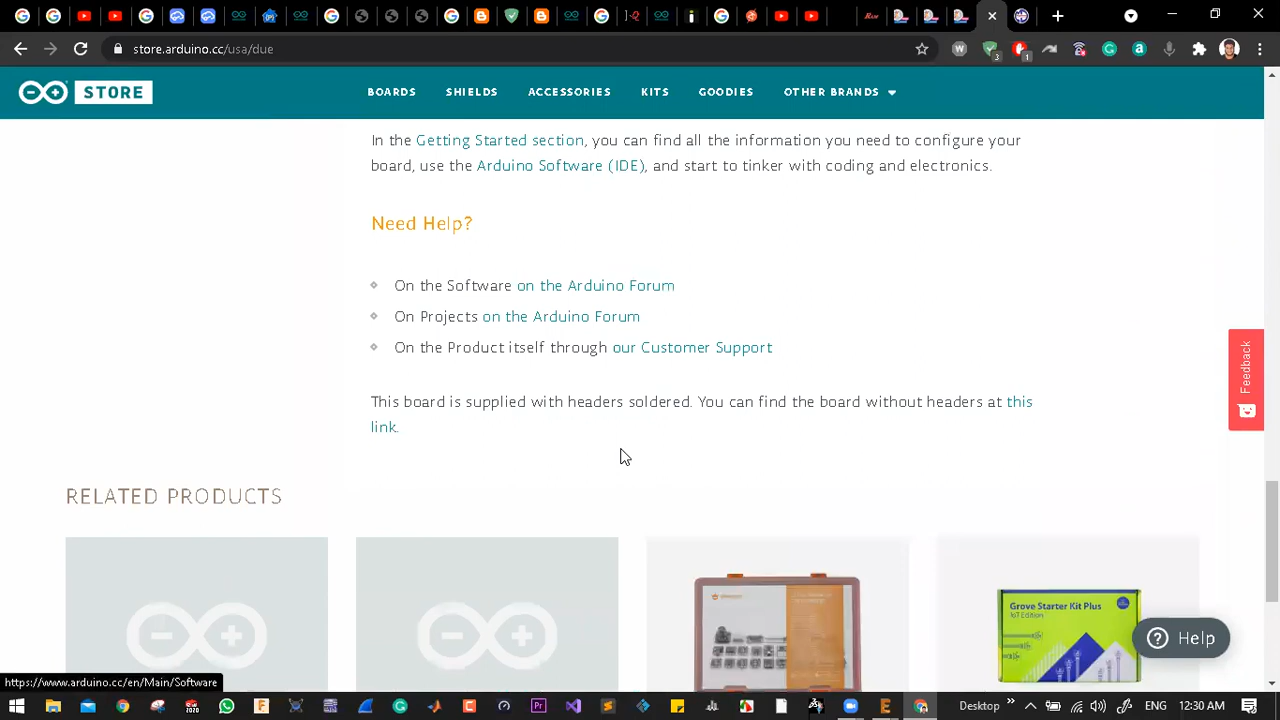 store.arduino.cc/usa/due
3
1
STORE
BOARDS
SHIELDS
ACCESSORIES
KITS
GOODIES
OTHER BRANDS
In the Getting Started section, you can find all the information you need to configure your
board, use the Arduino Software (IDE), and start to tinker with coding and electronics.
Need Help?
On the Software on the Arduino Forum
On Projects on the Arduino Forum
On the Product itself through our Customer Support
This board is supplied with headers soldered. You can find the board without headers at this
link.
Feedback
RELATED PRODUCTS
Grove Starter Kit Plus
IoT Edition
Help
https://www.arduino.cc/en/Main/Software
Desktop
ENG
12:30 AM